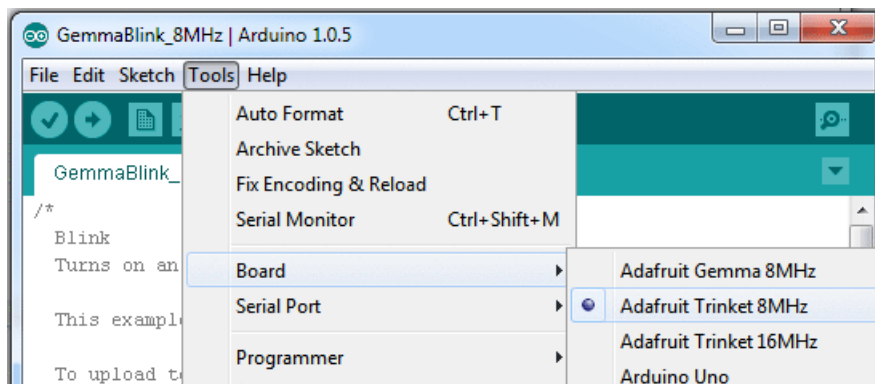 GemmaBlink_8MHz | Arduino 1.0.5
File Edit Sketch Tools Help
Auto Format Ctrl+T
Archive Sketch
GemmaBlink_
Fix Encoding & Reload
/*
Serial Monitor Ctrl+Shift+M
Blink
Turns on an
Board
Adafruit Gemma 8MHz
Serial Port
Adafruit Trinket 8MHz
This
Adafruit Trinket 16MHz
Programmer
To upload
Arduino Uno